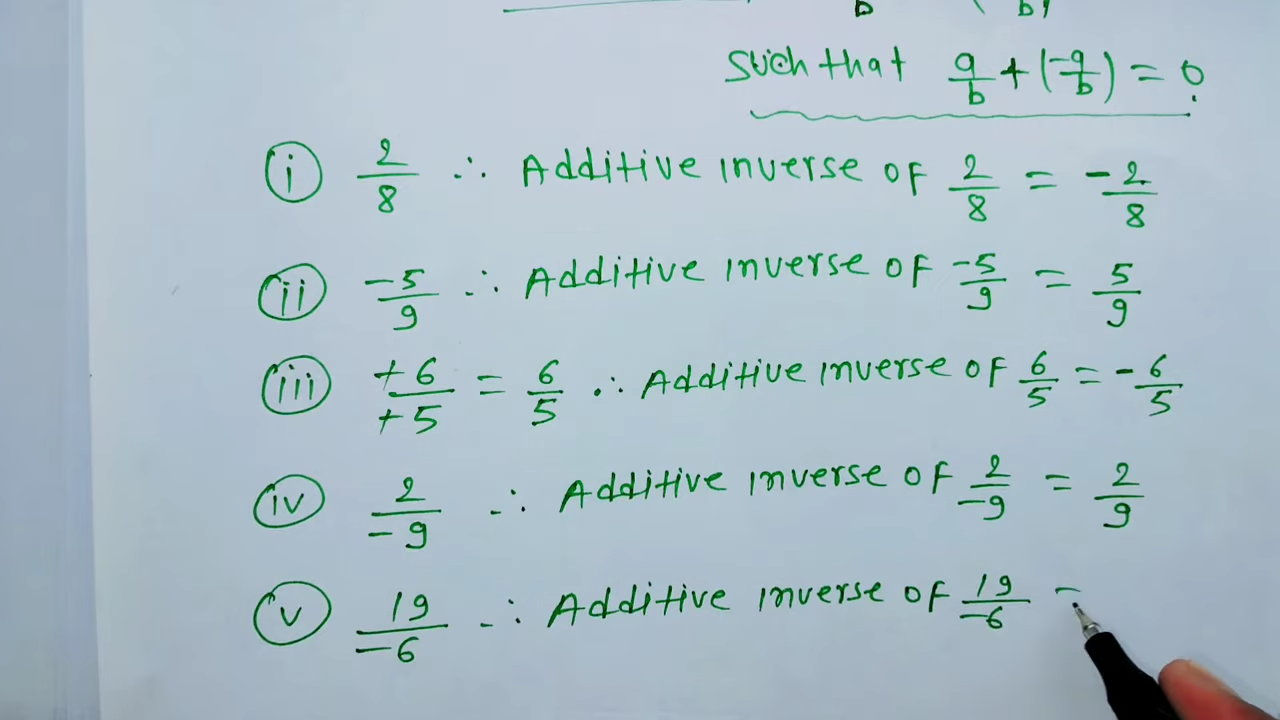 b b)
Such that a/b + (-a/b) = 0
(i) 2/8 ∴ Additive inverse of 2/8 = -2/8
(ii) -5/9 ∴ Additive inverse of -5/9 = 5/9
(iii) +6/+5 = 6/5 ∴ Additive inverse of 6/5 = -6/5
(iv) 2/-9 ∴ Additive inverse of 2/-9 = 2/9
(v) 19/-6 ∴ Additive inverse of 19/-6 =